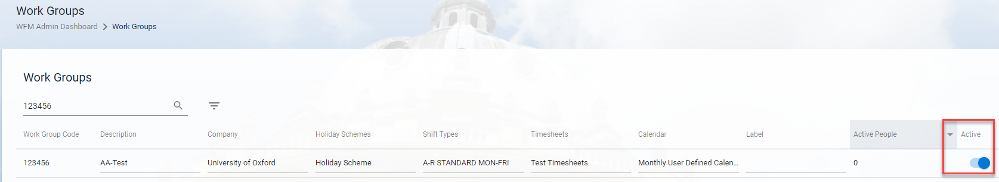 Work Groups
WFM Admin Dashboard > Work Groups
Work Groups
123456
Work Group Code Description Company Holiday Schemes Shift Types Timesheets Calendar Label Active People Active
123456 AA-Test University of Oxford Holiday Scheme A-R STANDARD MON-FRI Test Timesheets Monthly User Defined Calen... 0